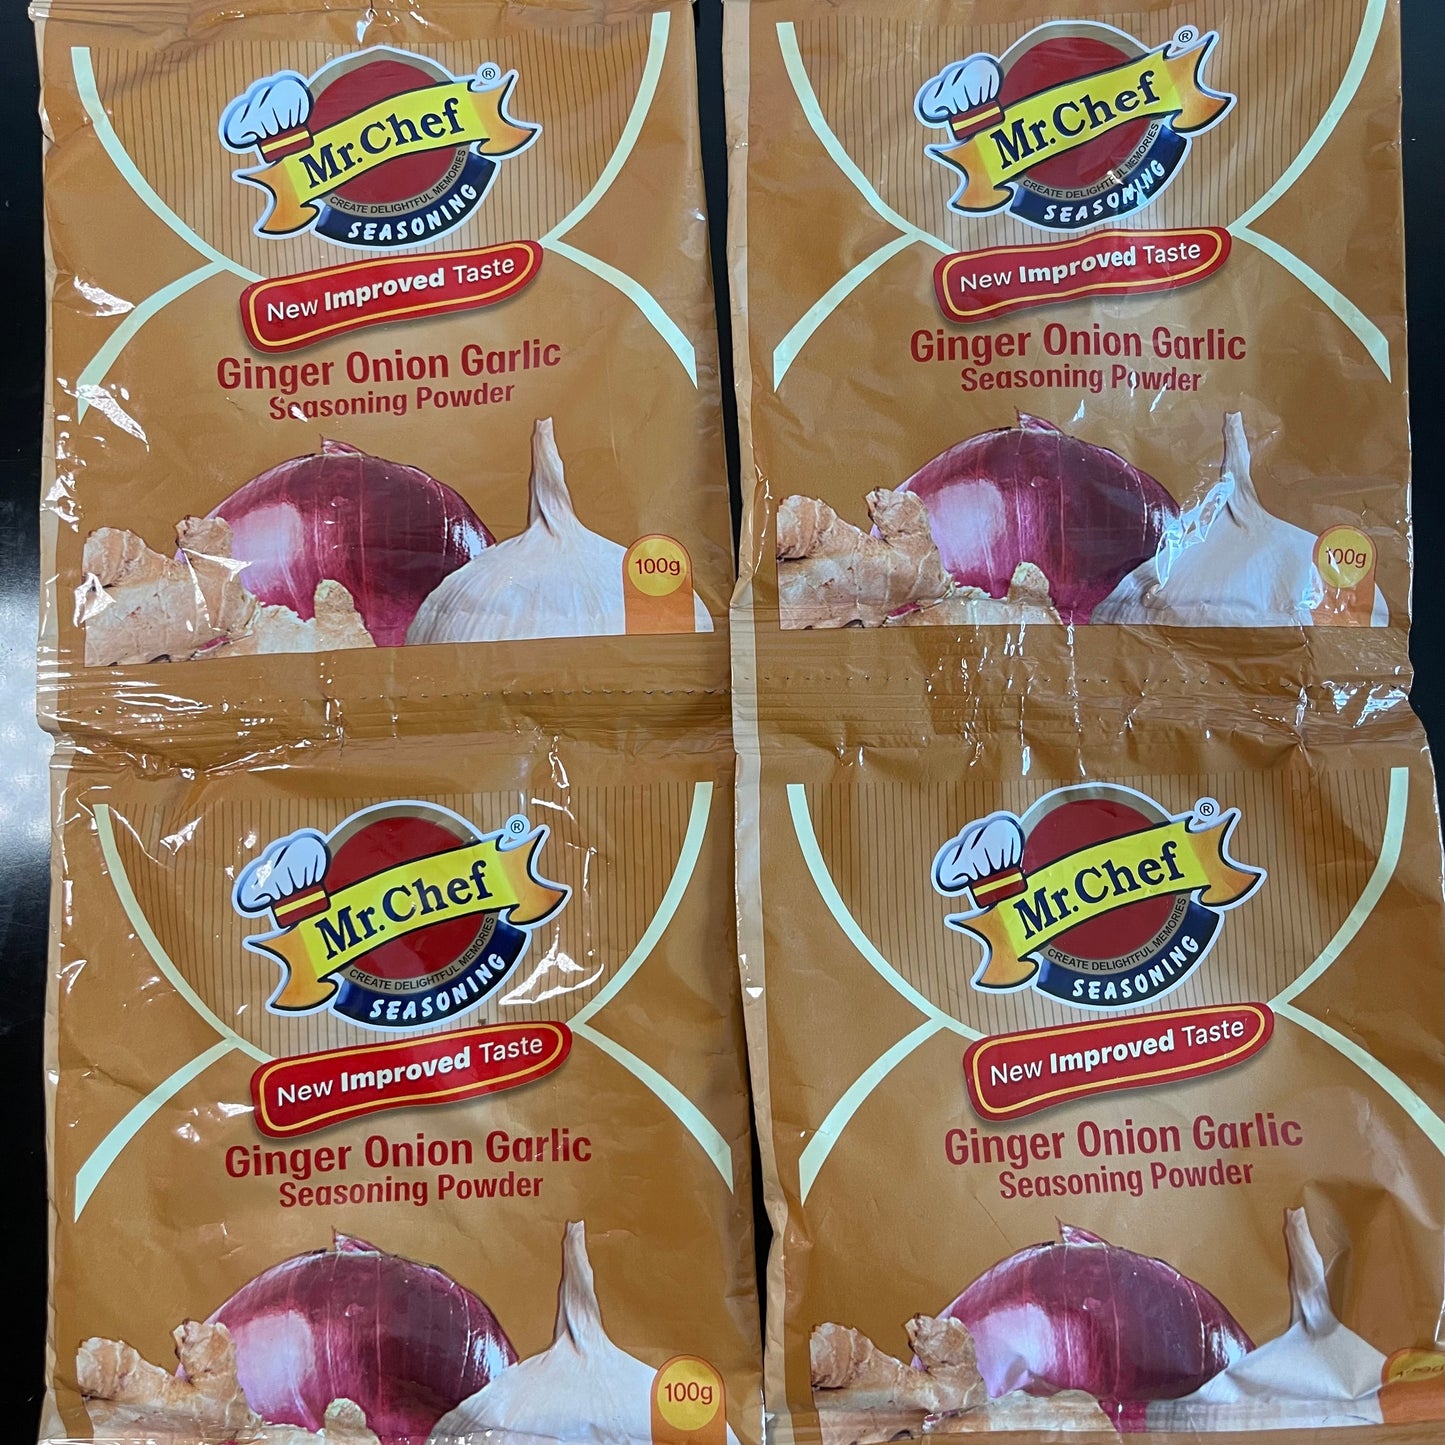 ®
Mr. Chef
CREATE DELIGHTFUL MEMORIES
SEASONING
New Improved Taste
Ginger Onion Garlic
Seasoning Powder
100g
®
Mr. Chef
CREATE DELIGHTFUL MEMORIES
SEASONING
New Improved Taste
Ginger Onion Garlic
Seasoning Powder
100g
®
Mr. Chef
CREATE DELIGHTFUL MEMORIES
SEASONING
New Improved Taste
Ginger Onion Garlic
Seasoning Powder
100g
®
Mr. Chef
CREATE DELIGHTFUL MEMORIES
SEASONING
New Improved Taste
Ginger Onion Garlic
Seasoning Powder